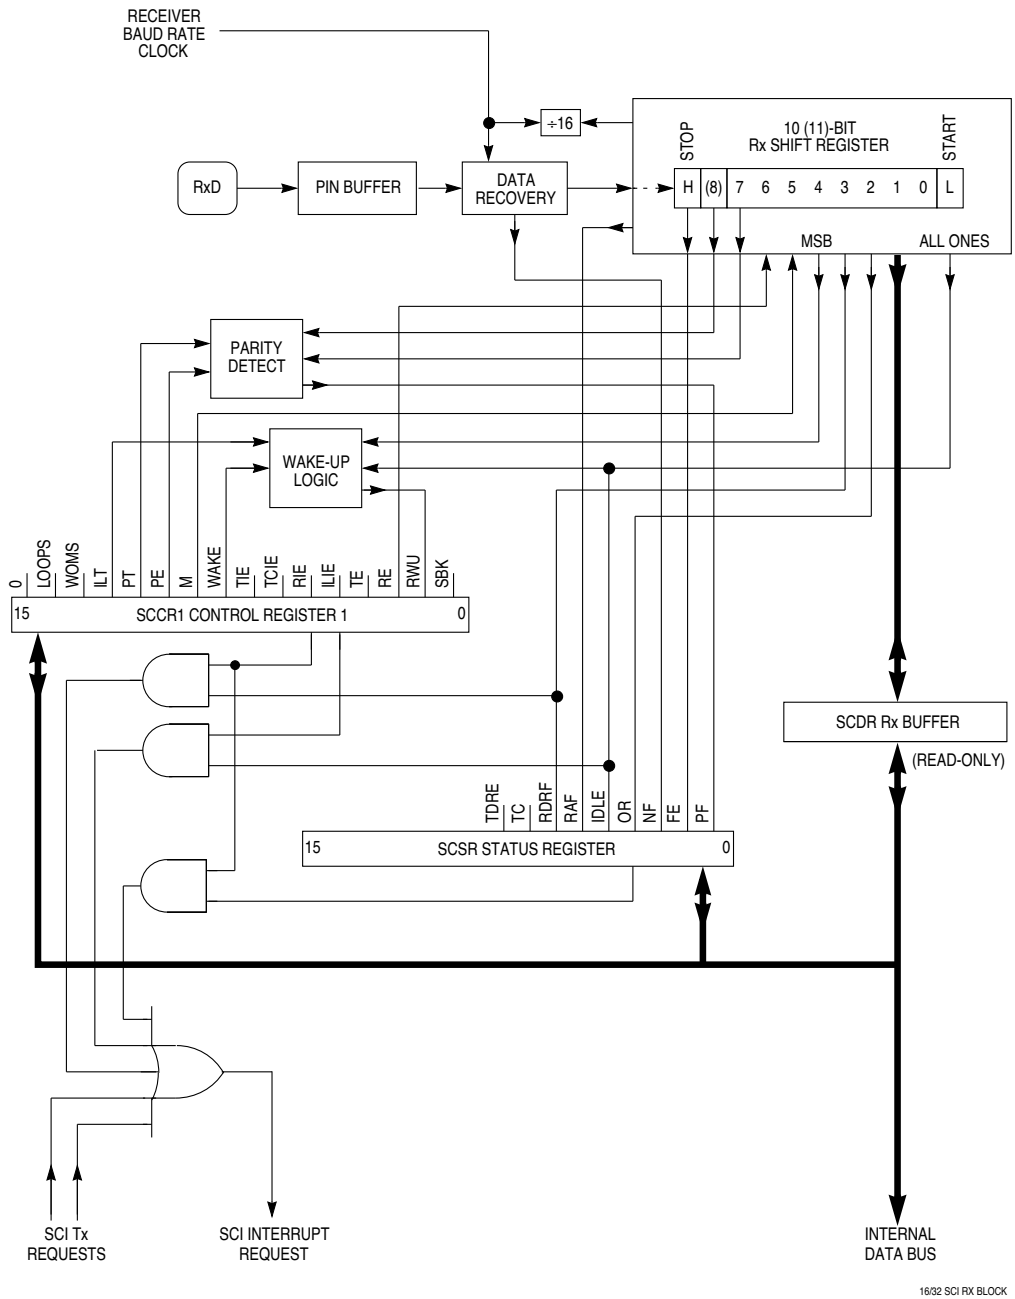 RECEIVER
BAUD RATE
CLOCK
÷16
10 (11)-BIT
Rx SHIFT REGISTER
STOP
START
H (8) 7 6 5 4 3 2 1 0 L
MSB
ALL ONES
RxD
PIN BUFFER
DATA
RECOVERY
PARITY
DETECT
WAKE-UP
LOGIC
0
LOOPS
WOMS
ILT
PT
PE
M
WAKE
TIE
TCIE
RIE
ILIE
TE
RE
RWU
SBK
15 SCCR1 CONTROL REGISTER 1 0
SCDR Rx BUFFER
(READ-ONLY)
TDRE
TC
RDRF
RAF
IDLE
OR
NF
FE
PF
15 SCSR STATUS REGISTER 0
SCI Tx
REQUESTS
SCI INTERRUPT
REQUEST
INTERNAL
DATA BUS
16/32 SCI RX BLOCK